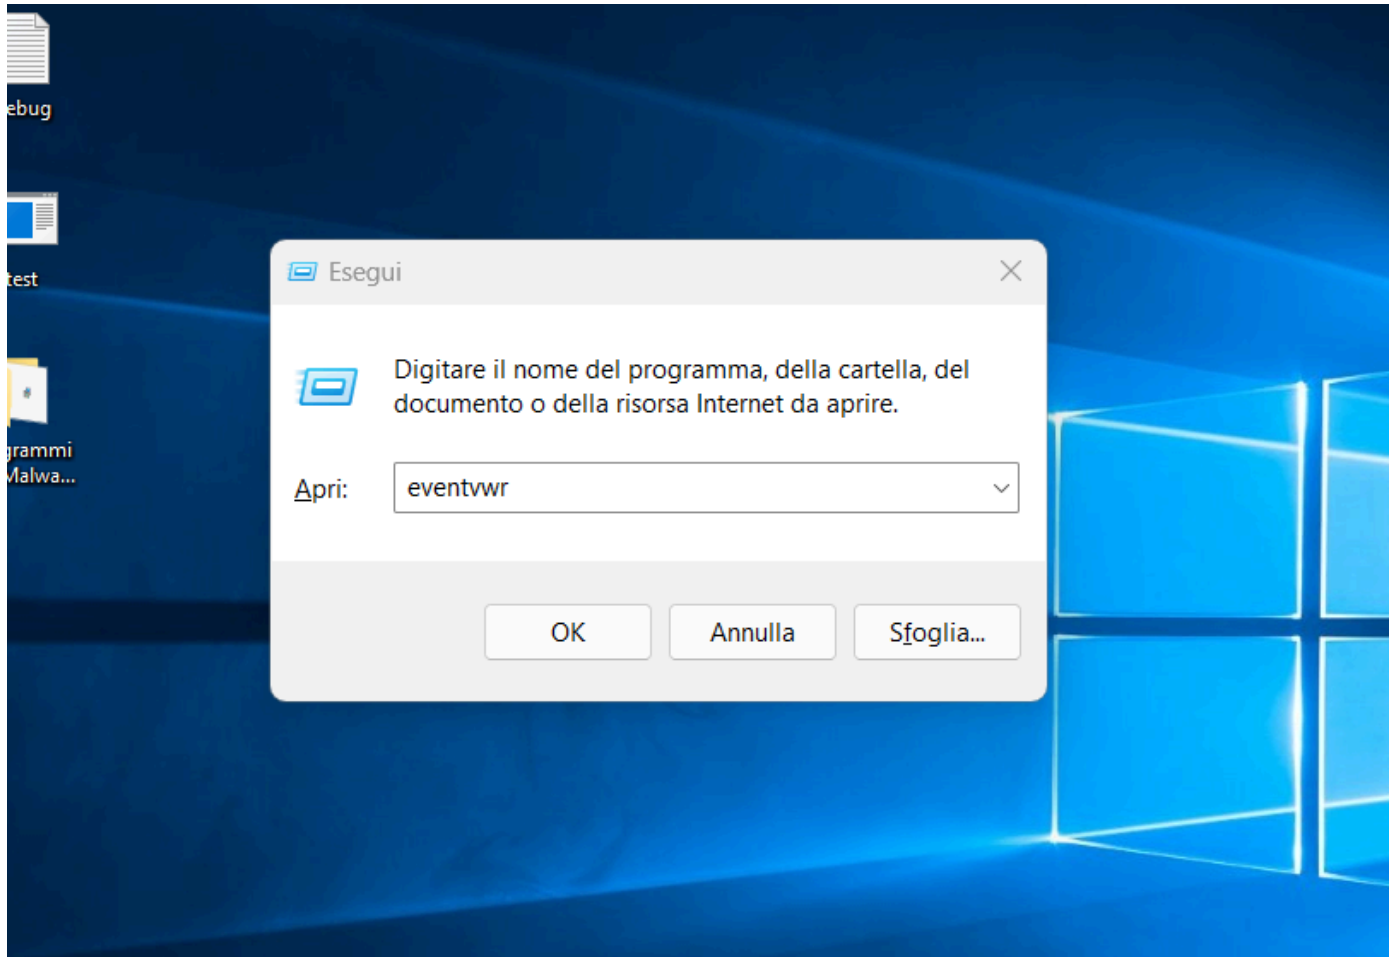 ebug
test
grammi
Malwa...
Esegui
Digitare il nome del programma, della cartella, del
documento o della risorsa Internet da aprire.
Apri:
eventvwr
OK
Annulla
Sfoglia...